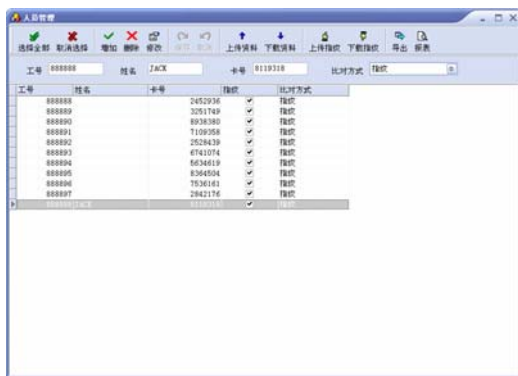 人员管理
选择全部 取消选择 增加 删除 修改 保存 取消 上传资料 下载资料 上传指纹 下载指纹 导出 报表
工号 888888 姓名 JACK 卡号 8119318 比对方式 指纹
工号 姓名 卡号 指纹 比对方式
888888 2452936 指纹
888889 3251749 指纹
888890 8938380 指纹
888891 7109358 指纹
888892 2528439 指纹
888893 6741074 指纹
888894 5634619 指纹
888895 8364504 指纹
888896 7536161 指纹
888897 2842176 指纹
JACK 8119318 指纹